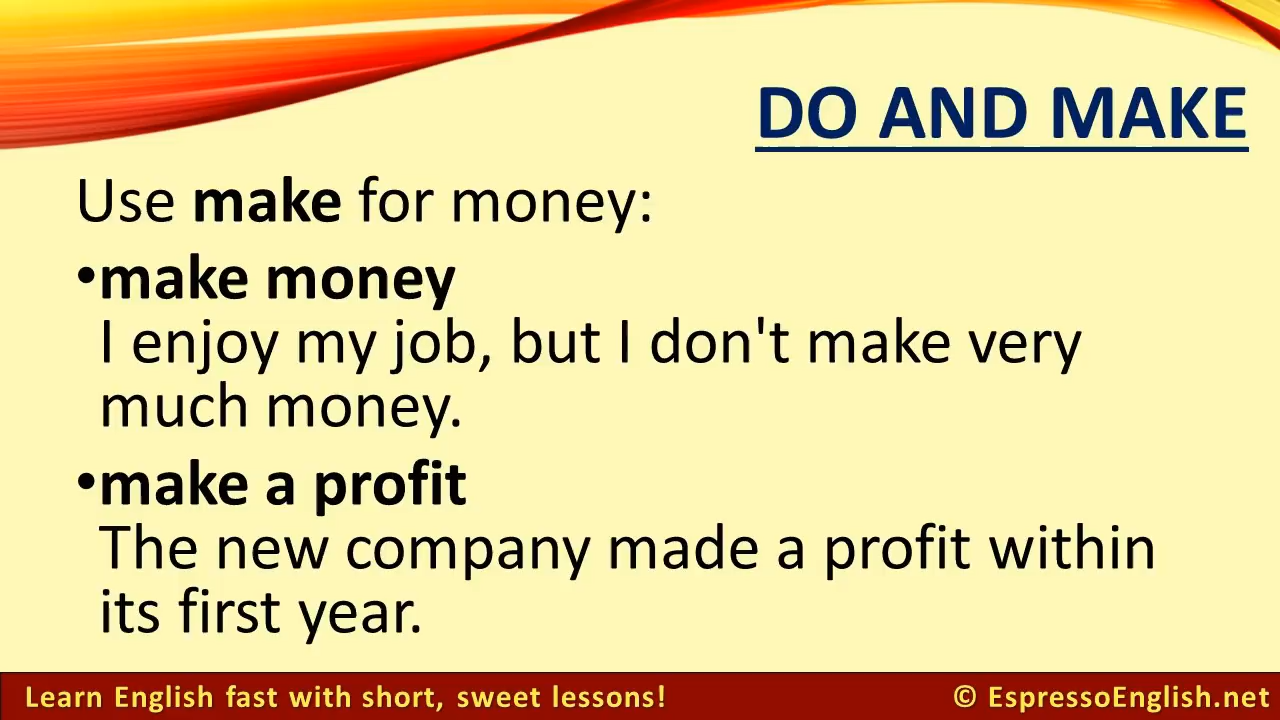 DO AND MAKE
Use make for money:
•make money
I enjoy my job, but I don't make very
much money.
•make a profit
The new company made a profit within
its first year.
Learn English fast with short, sweet lessons!
© EspressoEnglish.net